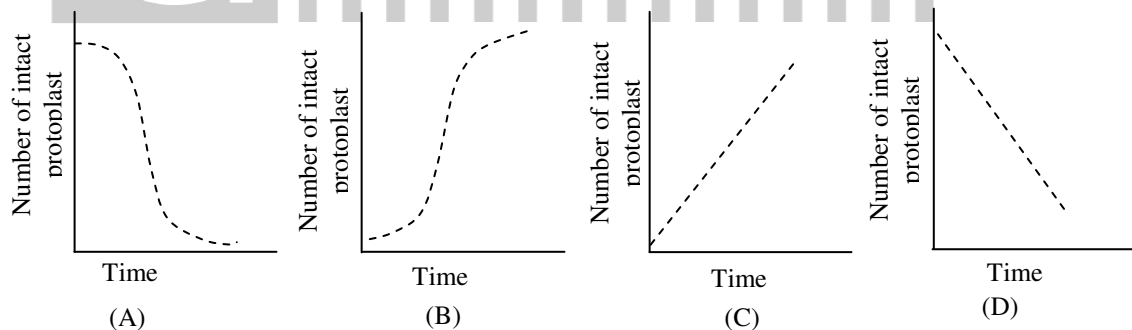 Number of intact
protoplast
Time
(A)
Number of intact
protoplast
Time
(B)
Number of intact
protoplast
Time
(C)
Number of intact
protoplast
Time
(D)